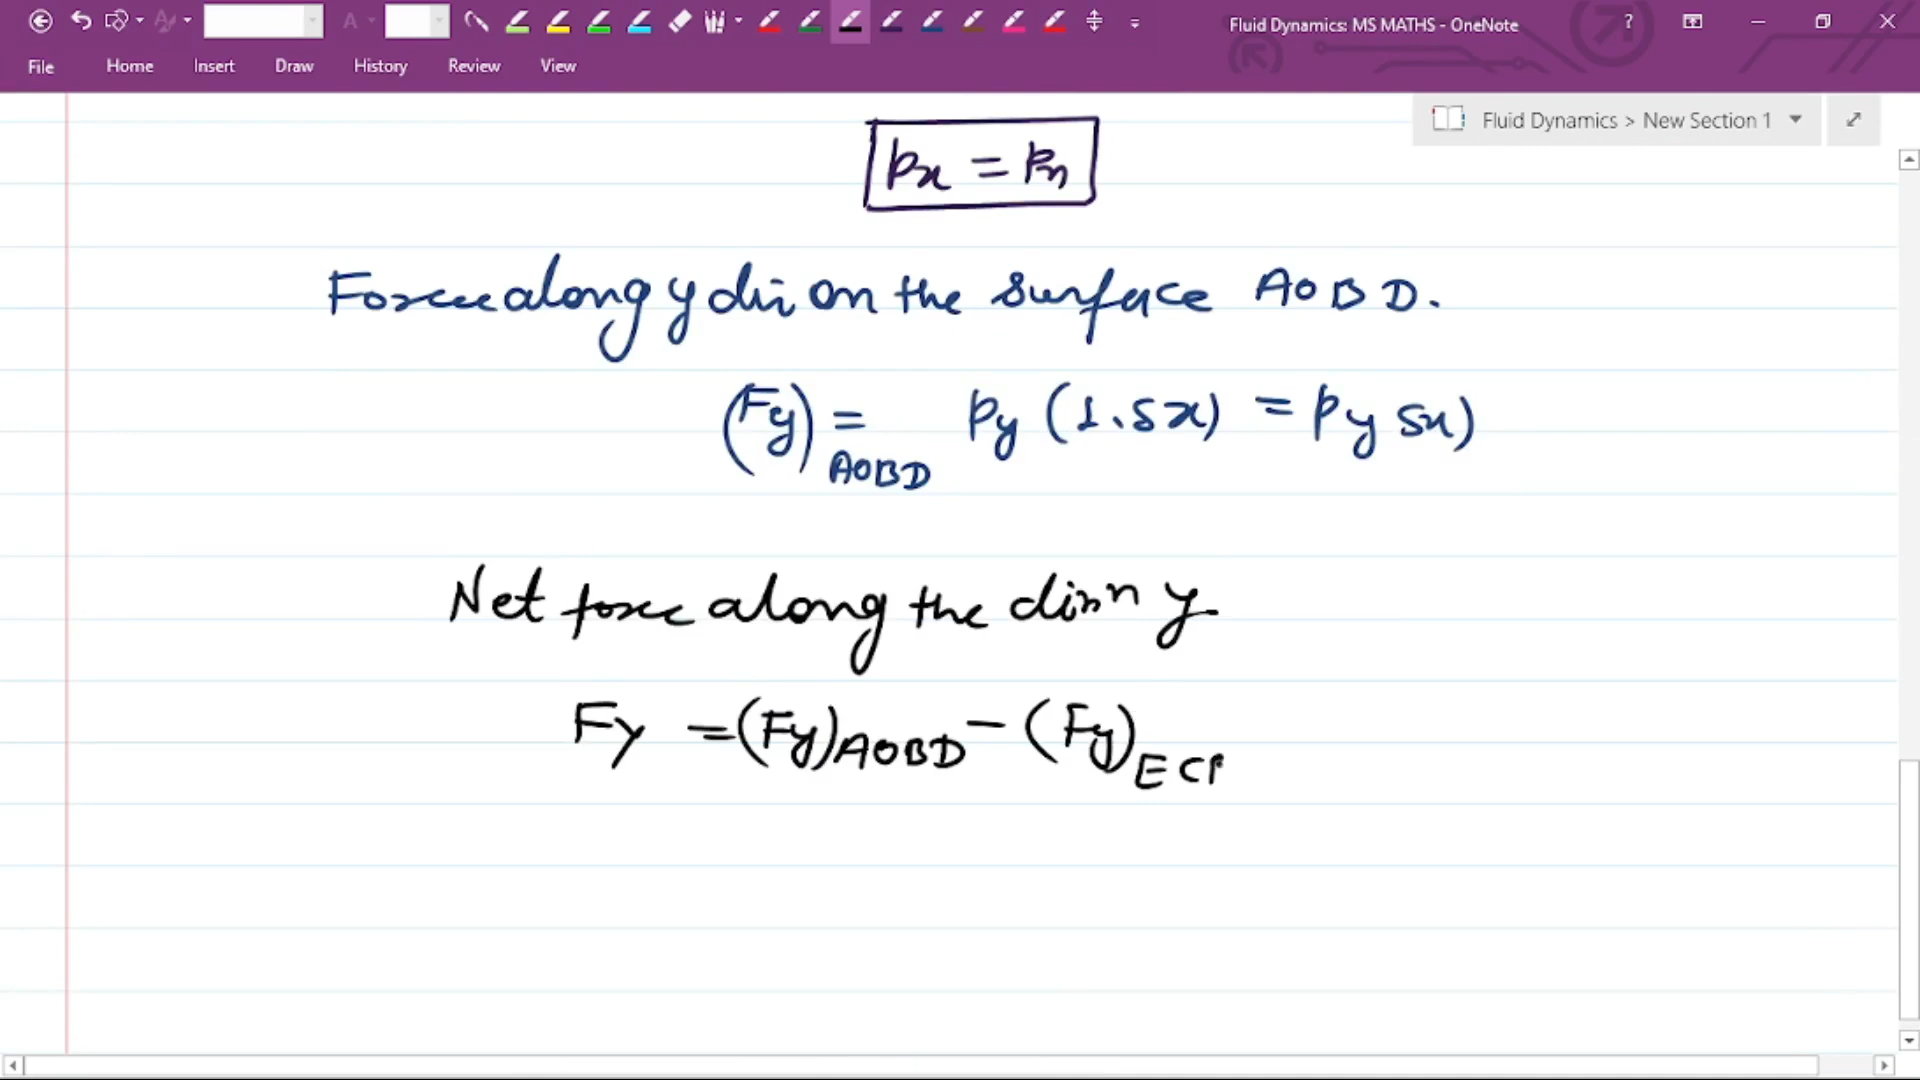 Fluid Dynamics: MS MATHS - OneNote
?
File Home Insert Draw History Review View
Fluid Dynamics > New Section 1
px = pn
Force along y dir on the surface AOBD.
(Fy)AOBD = py (1.δx) = py δx)
Net force along the dirn y
Fy = (Fy)AOBD - (Fy)EC